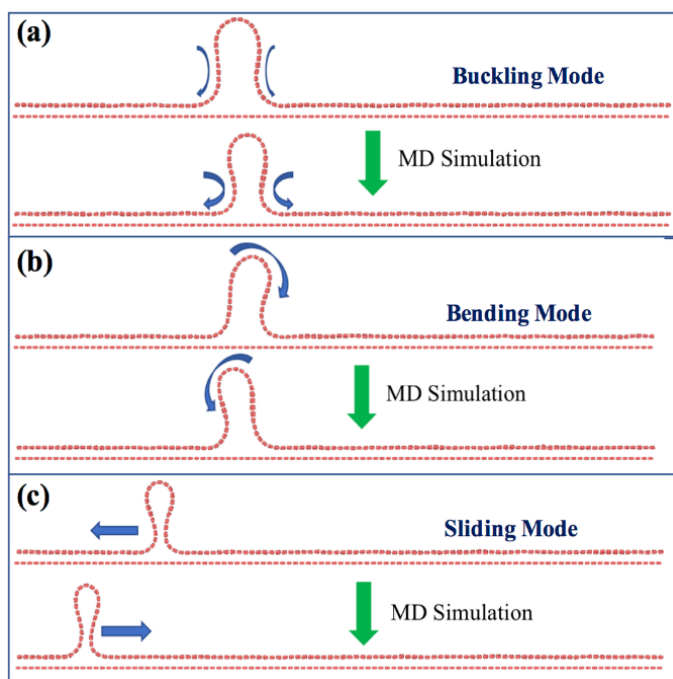 (a)
Buckling Mode
MD Simulation
(b)
Bending Mode
MD Simulation
(c)
Sliding Mode
MD Simulation